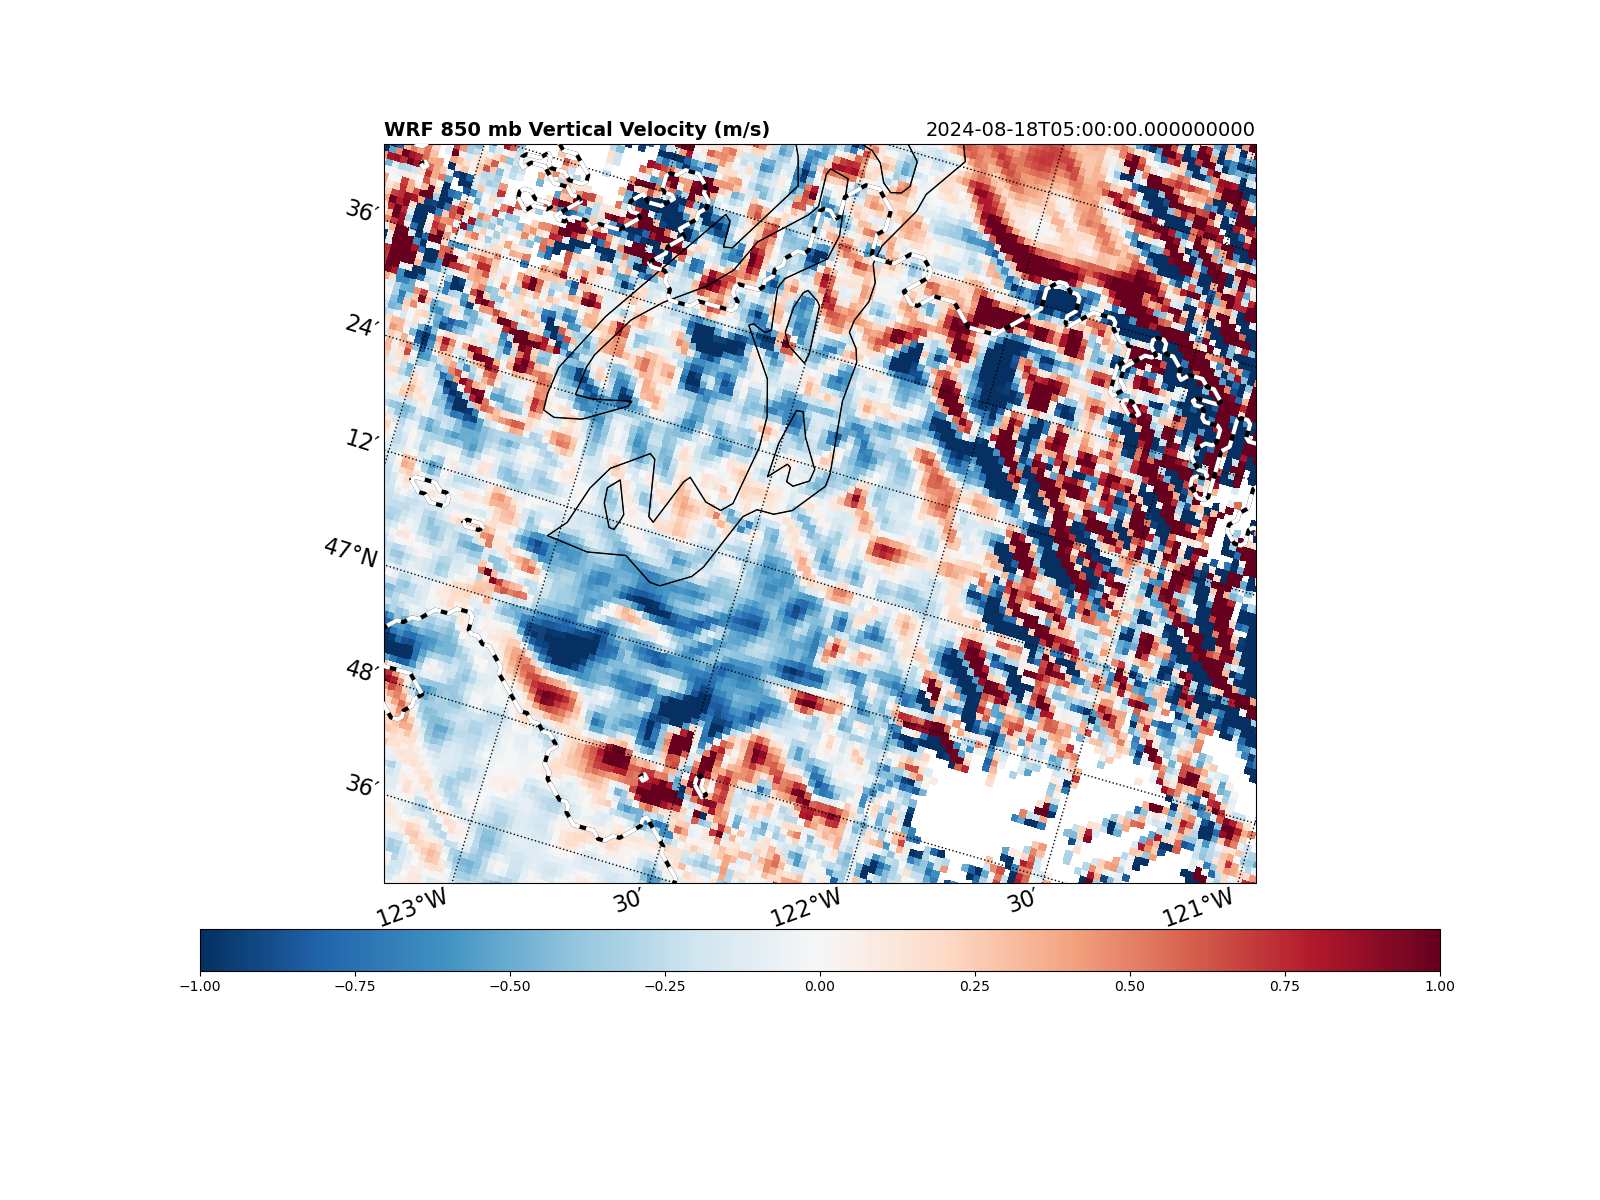 WRF 850 mb Vertical Velocity (m/s)
2024-08-18T05:00:00.000000000
36′
24′
12′
47°N
48′
36′
123°W
30′
122°W
30′
121°W
−1.00
−0.75
−0.50
−0.25
0.00
0.25
0.50
0.75
1.00